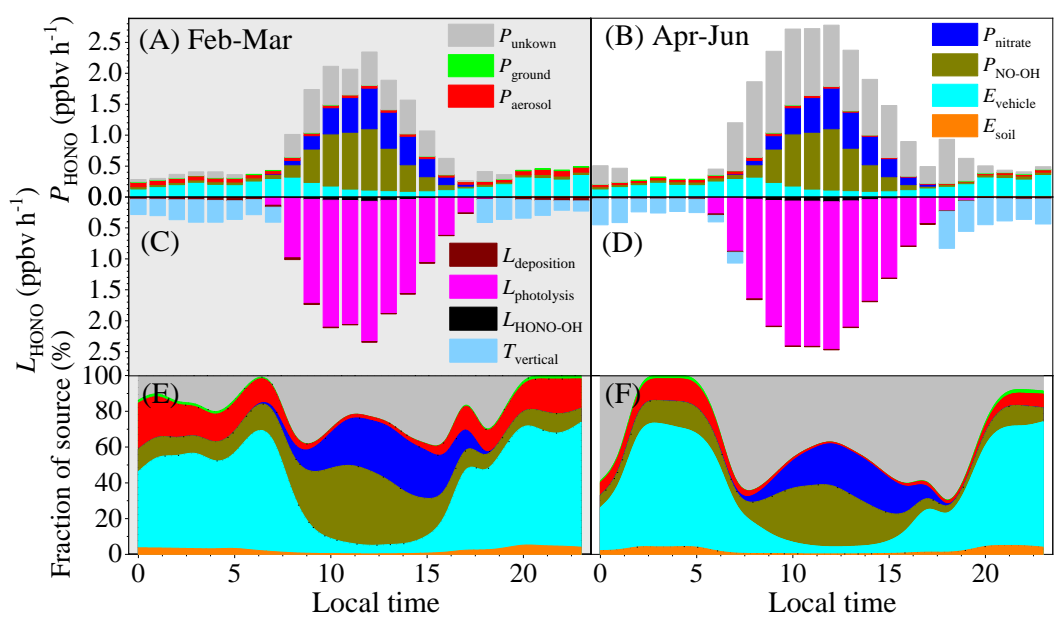 (A) Feb-Mar
P_unkown
P_ground
P_aerosol
(B) Apr-Jun
P_nitrate
P_NO-OH
E_vehicle
E_soil
P_HONO (ppbv h⁻¹)
2.5
2.0
1.5
1.0
0.5
0.0
L_HONO (ppbv h⁻¹)
0.5
1.0
1.5
2.0
2.5
(C)
L_deposition
L_photolysis
L_HONO-OH
T_vertical
(D)
Fraction of source (%)
100
80
60
40
20
0
(E)
(F)
0 5 10 15 20
0 5 10 15 20
Local time
Local time